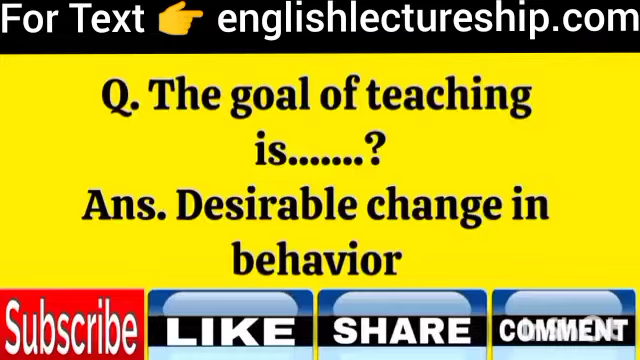 For Text 👉 englishlectureship.com
Q. The goal of teaching
is.......?
Ans. Desirable change in
behavior
Subscribe LIKE SHARE COMMENT